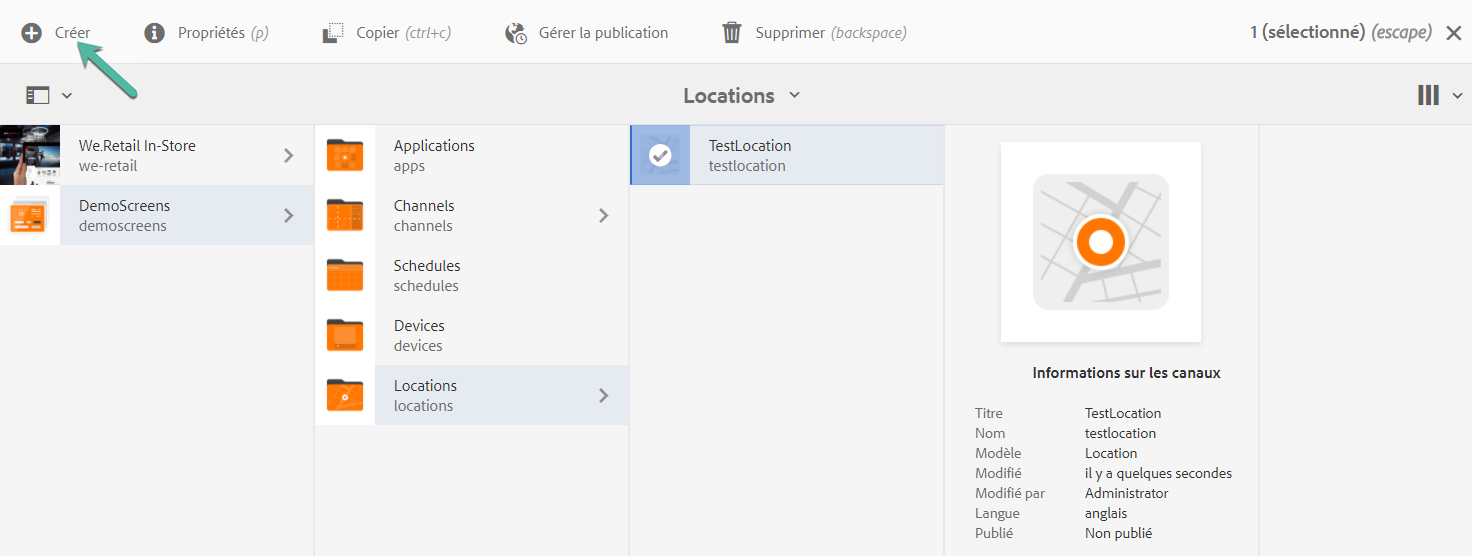 Créer
Propriétés (p)
Copier (ctrl+c)
Gérer la publication
Supprimer (backspace)
1 (sélectionné) (escape)
Locations
We.Retail In-Store
we-retail
DemoScreens
demoscreens
Applications
apps
Channels
channels
Schedules
schedules
Devices
devices
Locations
locations
TestLocation
testlocation
Informations sur les canaux
Titre TestLocation
Nom testlocation
Modèle Location
Modifié il y a quelques secondes
Modifié par Administrator
Langue anglais
Publié Non publié